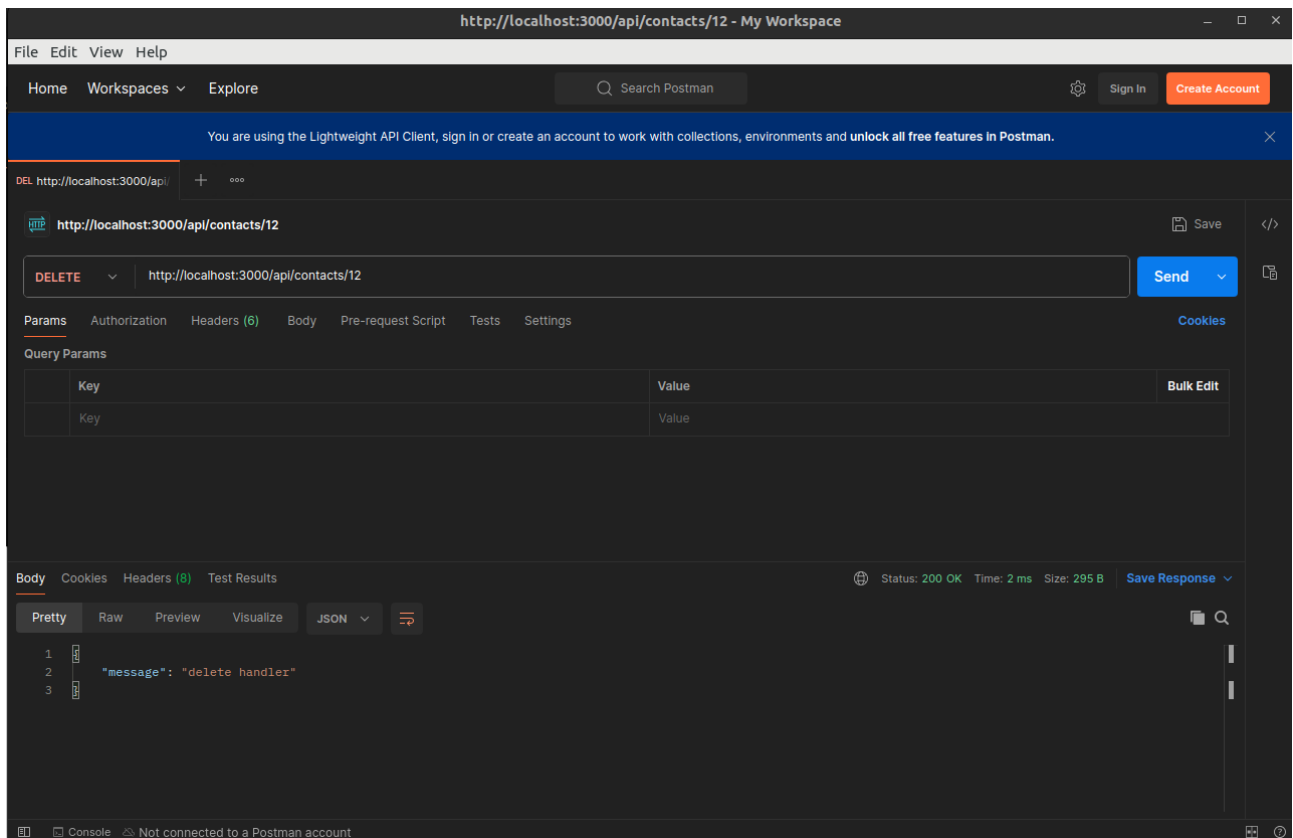 http://localhost:3000/api/contacts/12 - My Workspace
File Edit View Help
Home Workspaces Explore Search Postman Sign In Create Account
You are using the Lightweight API Client, sign in or create an account to work with collections, environments and unlock all free features in Postman.
DEL http://localhost:3000/api/
HTTP http://localhost:3000/api/contacts/12 Save </>
DELETE http://localhost:3000/api/contacts/12 Send
Params Authorization Headers (6) Body Pre-request Script Tests Settings Cookies
Query Params
Key Value Bulk Edit
Key Value
Body Cookies Headers (8) Test Results Status: 200 OK Time: 2 ms Size: 295 B Save Response
Pretty Raw Preview Visualize JSON
1 {
2 "message": "delete handler"
3 }
Console Not connected to a Postman account